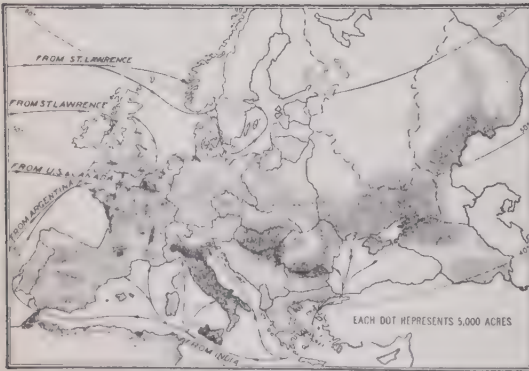 FROM ST. LAWRENCE
FROM ST LAWRENCE
FROM U.S.
FROM ARGENTINA
EACH DOT REPRESENTS 5,000 ACRES
FROM INDIA